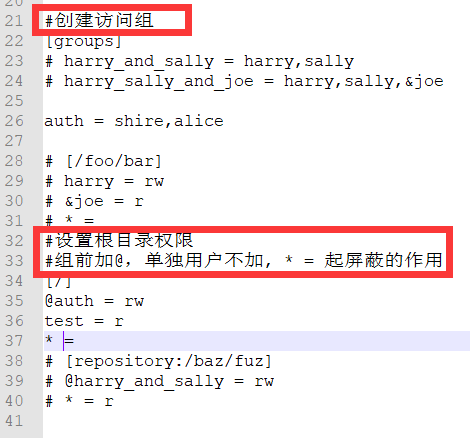 20
21 #创建访问组
22 [groups]
23 # harry_and_sally = harry,sally
24 # harry_sally_and_joe = harry,sally,&joe
25
26 auth = shire,alice
27
28 # [/foo/bar]
29 # harry = rw
30 # &joe = r
31 # * =
32 #设置根目录权限
33 #组前加@，单独用户不加, * = 起屏蔽的作用
34 [/]
35 @auth = rw
36 test = r
37 * =
38 # [repository:/baz/fuz]
39 # @harry_and_sally = rw
40 # * = r
41